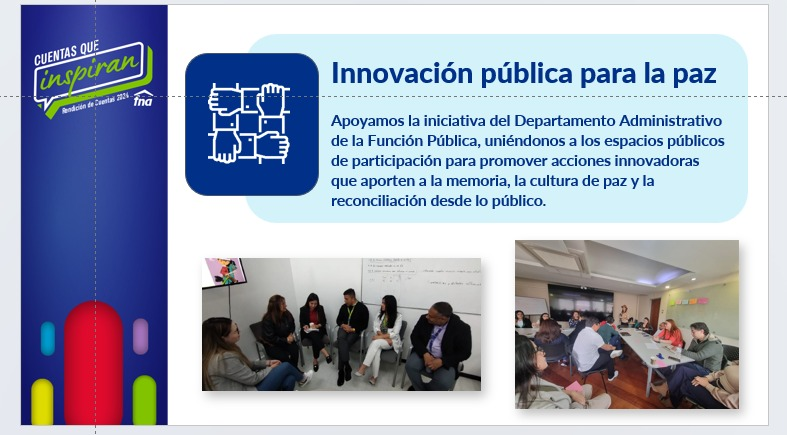 CUENTAS QUE
inspiran
Rendición de Cuentas 2024
fna
Innovación pública para la paz
Apoyamos la iniciativa del Departamento Administrativo
de la Función Pública, uniéndonos a los espacios públicos
de participación para promover acciones innovadoras
que aporten a la memoria, la cultura de paz y la
reconciliación desde lo público.